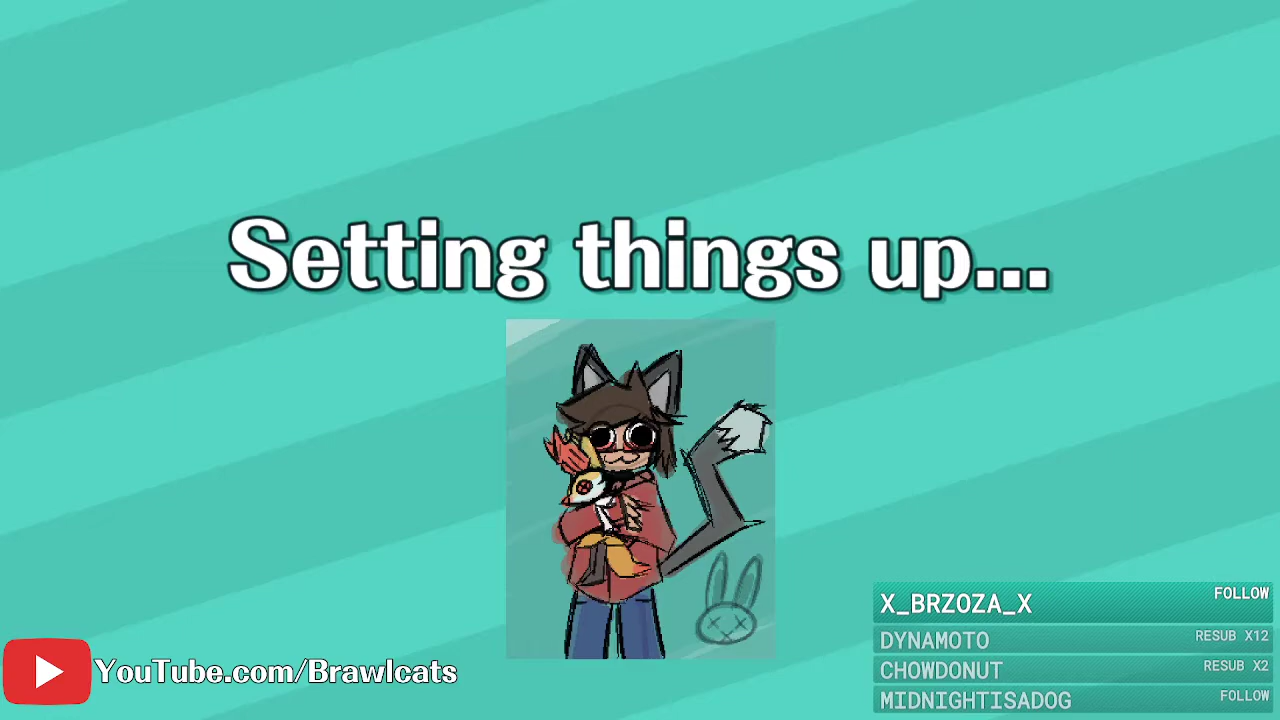 Setting things up...
YouTube.com/Brawlcats
X_BRZOZA_X FOLLOW
DYNAMOTO RESUB X12
CHOWDONUT RESUB X2
MIDNIGHTISADOG FOLLOW